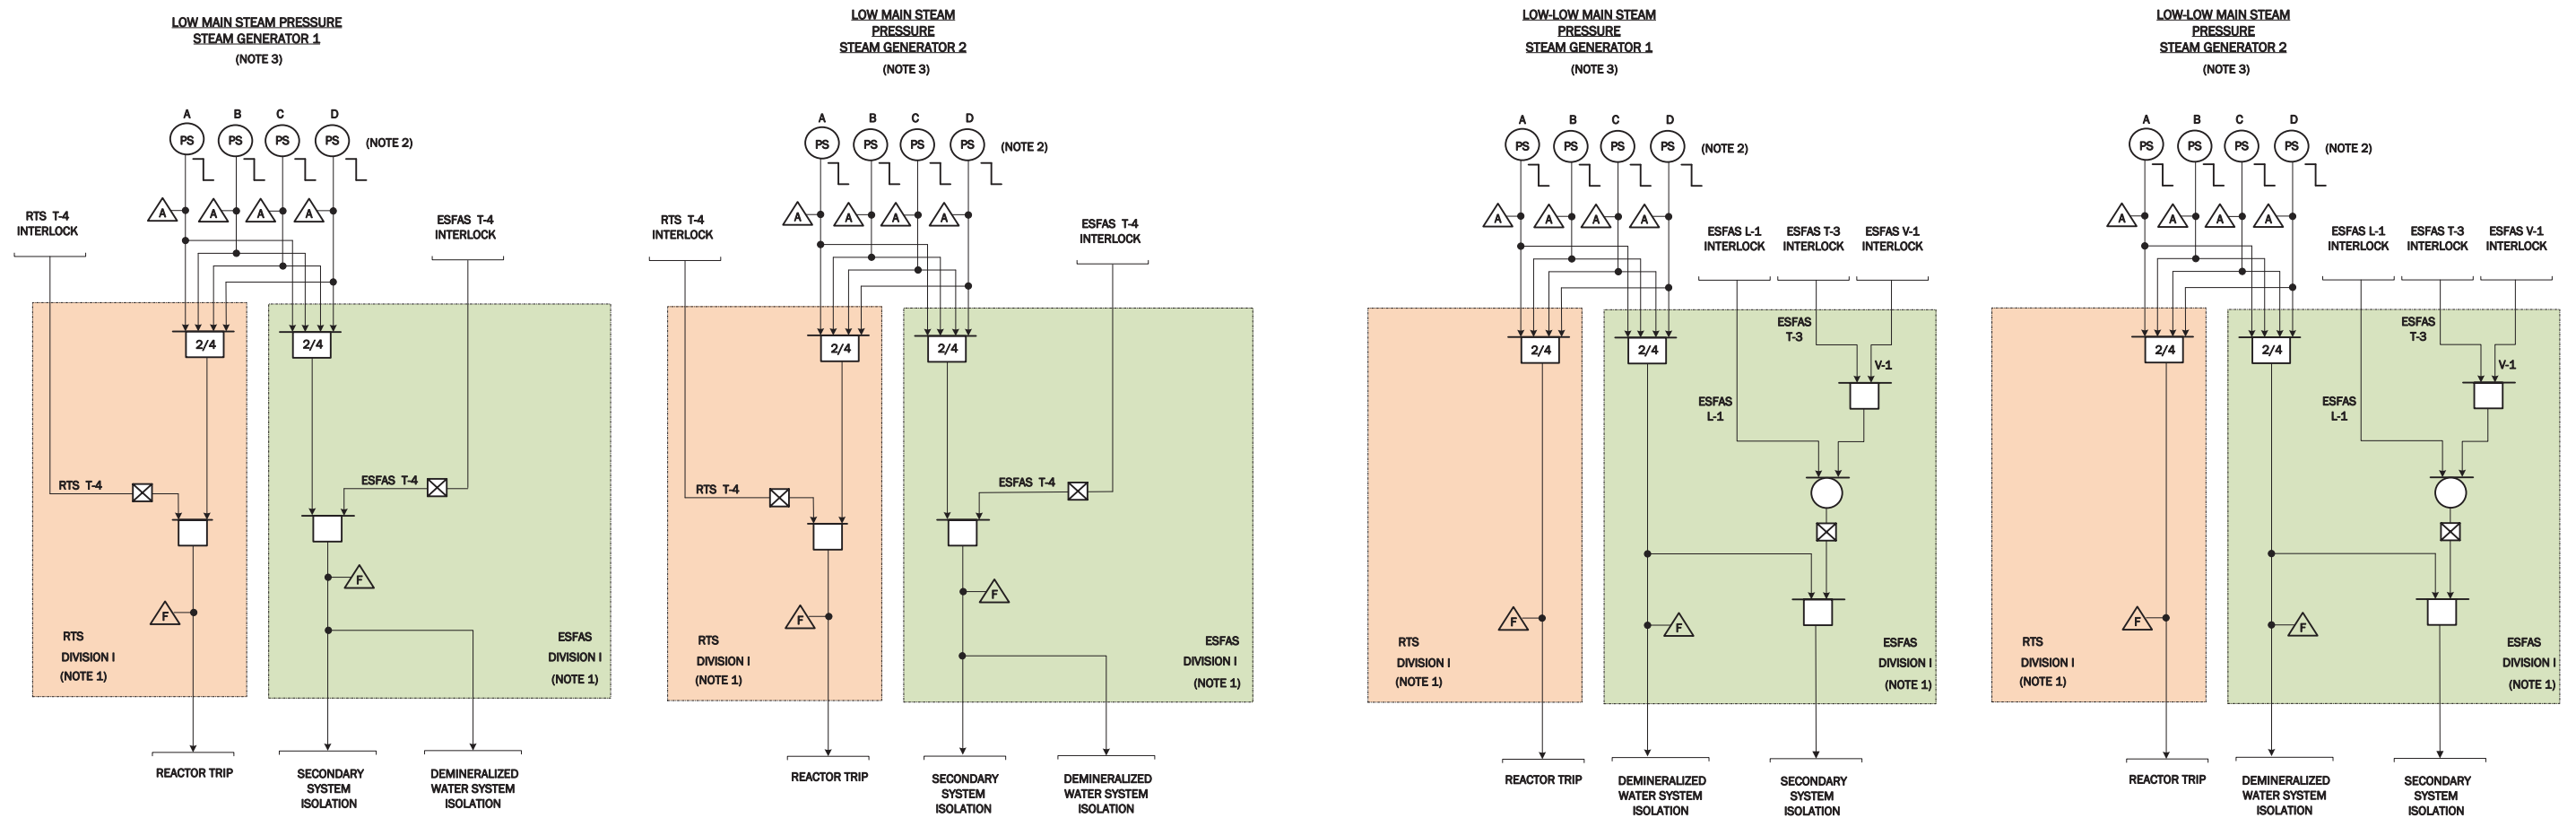 LOW MAIN STEAM PRESSURE
STEAM GENERATOR 1
(NOTE 3)
A B C D
PS PS PS PS
(NOTE 2)
A A A A
RTS T-4
INTERLOCK
ESFAS T-4
INTERLOCK
2/4 2/4
RTS T-4
ESFAS T-4
F
F
RTS
DIVISION I
(NOTE 1)
ESFAS
DIVISION I
(NOTE 1)
REACTOR TRIP
SECONDARY
SYSTEM
ISOLATION
DEMINERALIZED
WATER SYSTEM
ISOLATION
LOW MAIN STEAM
PRESSURE
STEAM GENERATOR 2
(NOTE 3)
A B C D
PS PS PS PS
(NOTE 2)
A A A A
RTS T-4
INTERLOCK
ESFAS T-4
INTERLOCK
2/4 2/4
RTS T-4
ESFAS T-4
F
F
RTS
DIVISION I
(NOTE 1)
ESFAS
DIVISION I
(NOTE 1)
REACTOR TRIP
SECONDARY
SYSTEM
ISOLATION
DEMINERALIZED
WATER SYSTEM
ISOLATION
LOW-LOW MAIN STEAM
PRESSURE
STEAM GENERATOR 1
(NOTE 3)
A B C D
PS PS PS PS
(NOTE 2)
A A A A
ESFAS L-1
INTERLOCK
ESFAS T-3
INTERLOCK
ESFAS V-1
INTERLOCK
2/4 2/4
ESFAS
T-3
V-1
ESFAS
L-1
F
F
RTS
DIVISION I
(NOTE 1)
ESFAS
DIVISION I
(NOTE 1)
REACTOR TRIP
DEMINERALIZED
WATER SYSTEM
ISOLATION
SECONDARY
SYSTEM
ISOLATION
LOW-LOW MAIN STEAM
PRESSURE
STEAM GENERATOR 2
(NOTE 3)
A B C D
PS PS PS PS
(NOTE 2)
A A A A
ESFAS L-1
INTERLOCK
ESFAS T-3
INTERLOCK
ESFAS V-1
INTERLOCK
2/4 2/4
ESFAS
T-3
V-1
ESFAS
L-1
F
F
RTS
DIVISION I
(NOTE 1)
ESFAS
DIVISION I
(NOTE 1)
REACTOR TRIP
DEMINERALIZED
WATER SYSTEM
ISOLATION
SECONDARY
SYSTEM
ISOLATION